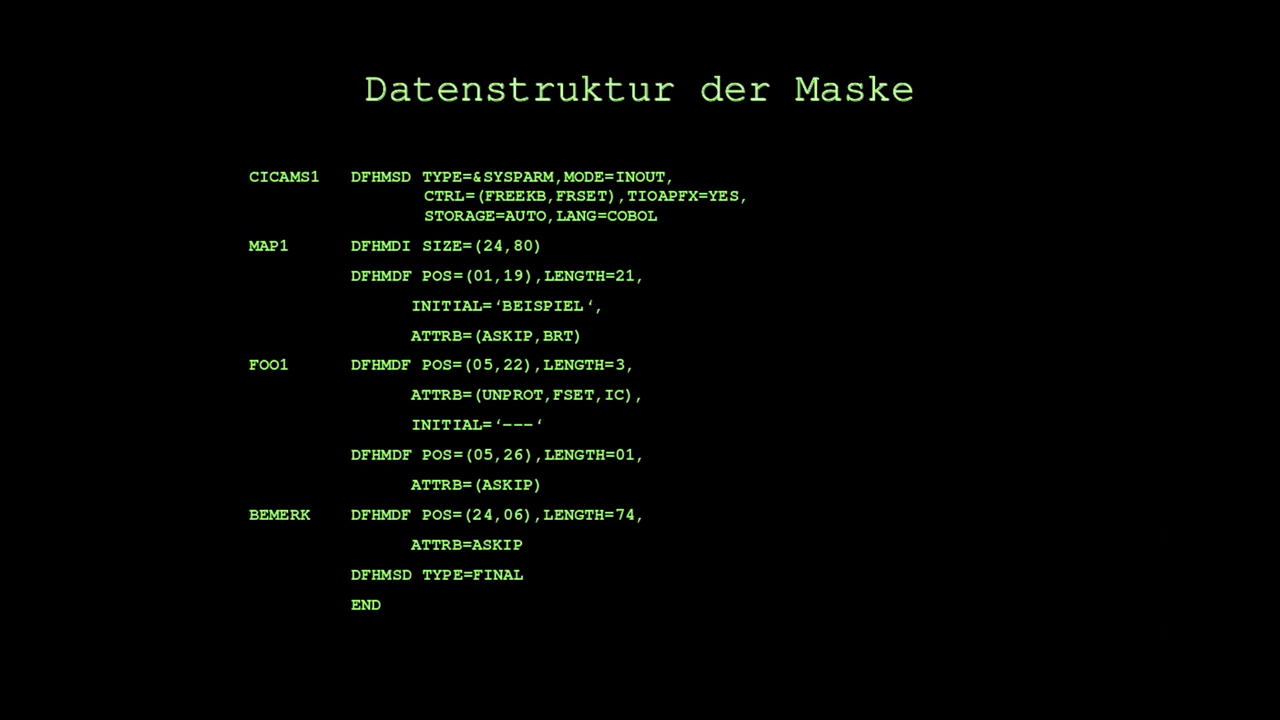 Datenstruktur der Maske
CICAMS1 DFHMSD TYPE=&SYSPARM,MODE=INOUT,
CTRL=(FREEKB,FRSET),TIOAPFX=YES,
STORAGE=AUTO,LANG=COBOL
MAP1 DFHMDI SIZE=(24,80)
DFHMDF POS=(01,19),LENGTH=21,
INITIAL=‘BEISPIEL‘,
ATTRB=(ASKIP,BRT)
FOO1 DFHMDF POS=(05,22),LENGTH=3,
ATTRB=(UNPROT,FSET,IC),
INITIAL=‘---‘
DFHMDF POS=(05,26),LENGTH=01,
ATTRB=(ASKIP)
BEMERK DFHMDF POS=(24,06),LENGTH=74,
ATTRB=ASKIP
DFHMSD TYPE=FINAL
END